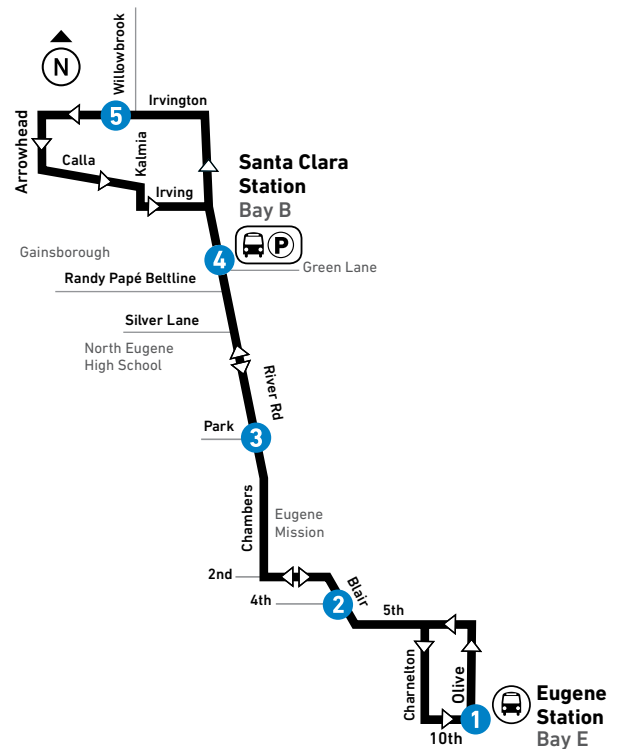 Willowbrook
N
Irvington
5
Arrowhead
Kalmia
Calla
Irving
Santa Clara
Station
Bay B
P
4
Gainsborough
Green Lane
Randy Papé Beltline
Silver Lane
North Eugene
High School
River Rd
Park
3
Chambers
Eugene
Mission
2nd
Blair
4th
2
5th
Charnelton
Olive
Eugene
Station
Bay E
1
10th